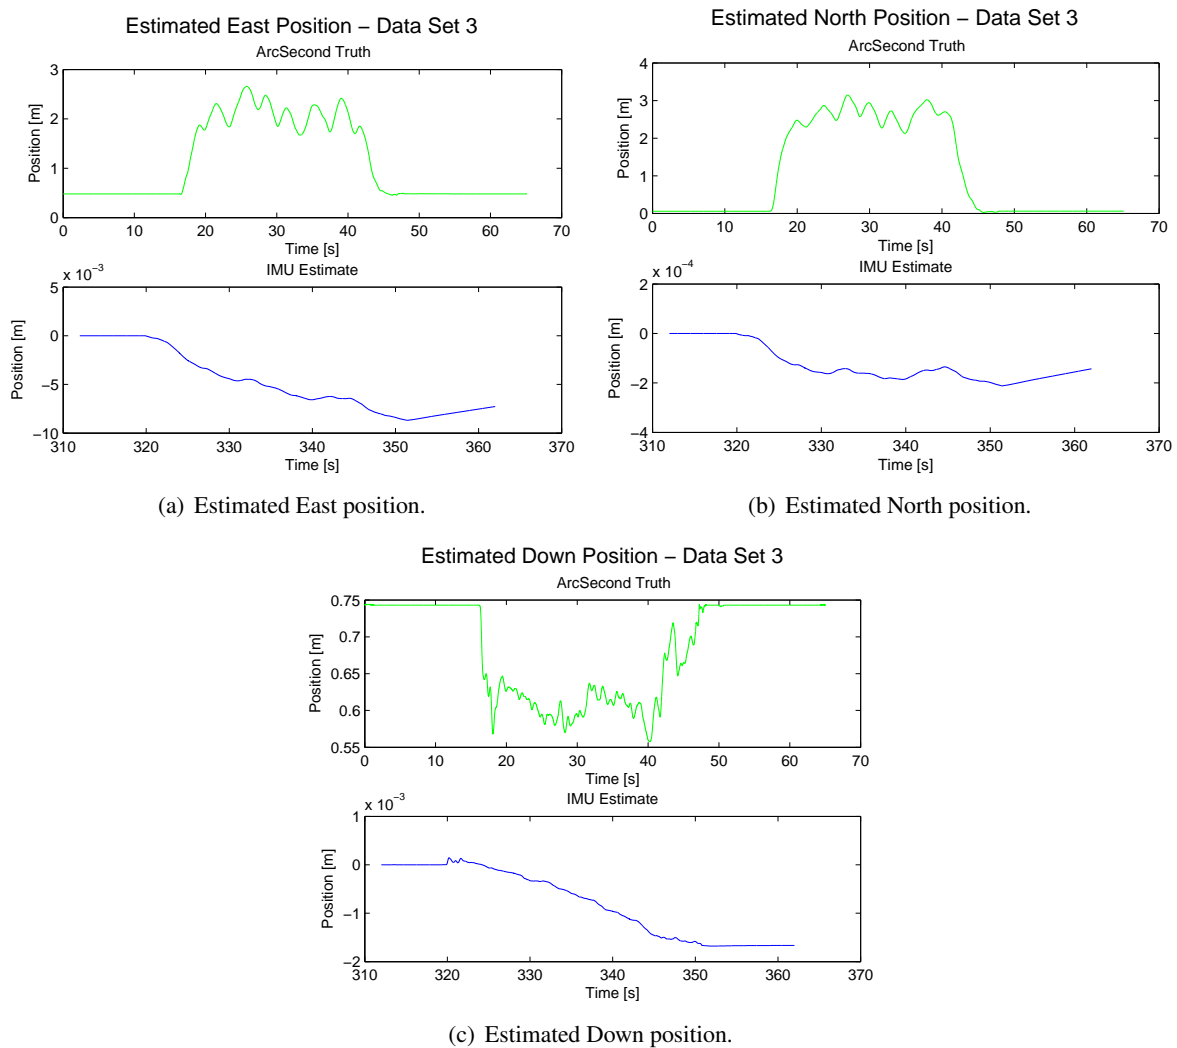 Estimated East Position – Data Set 3
ArcSecond Truth
3
2
1
0
Position [m]
0 10 20 30 40 50 60 70
Time [s]
IMU Estimate
x 10⁻³
5
0
−5
−10
Position [m]
310 320 330 340 350 360 370
Time [s]
(a) Estimated East position.
Estimated North Position – Data Set 3
ArcSecond Truth
4
3
2
1
0
Position [m]
0 10 20 30 40 50 60 70
Time [s]
IMU Estimate
x 10⁻⁴
2
0
−2
−4
Position [m]
310 320 330 340 350 360 370
Time [s]
(b) Estimated North position.
Estimated Down Position – Data Set 3
ArcSecond Truth
0.75
0.7
0.65
0.6
0.55
Position [m]
0 10 20 30 40 50 60 70
Time [s]
IMU Estimate
x 10⁻³
1
0
−1
−2
Position [m]
310 320 330 340 350 360 370
Time [s]
(c) Estimated Down position.